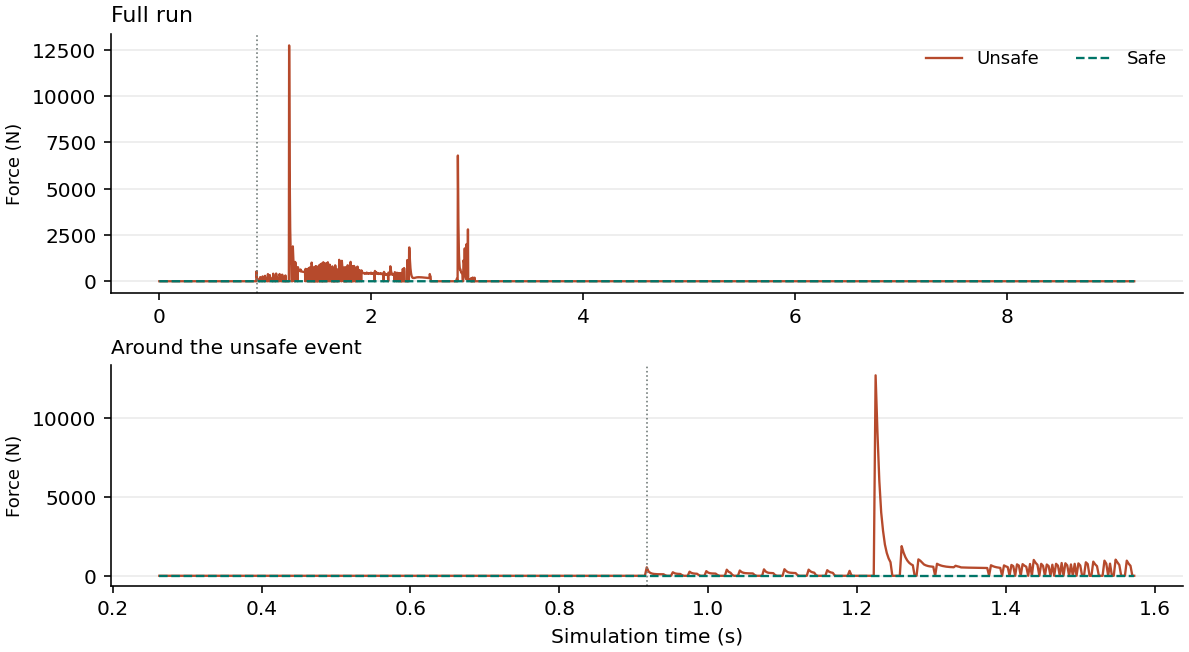 Full run
Force (N)
12500
10000
7500
5000
2500
0
Unsafe
Safe
0 2 4 6 8
Around the unsafe event
Force (N)
10000
5000
0
0.2 0.4 0.6 0.8 1.0 1.2 1.4 1.6
Simulation time (s)